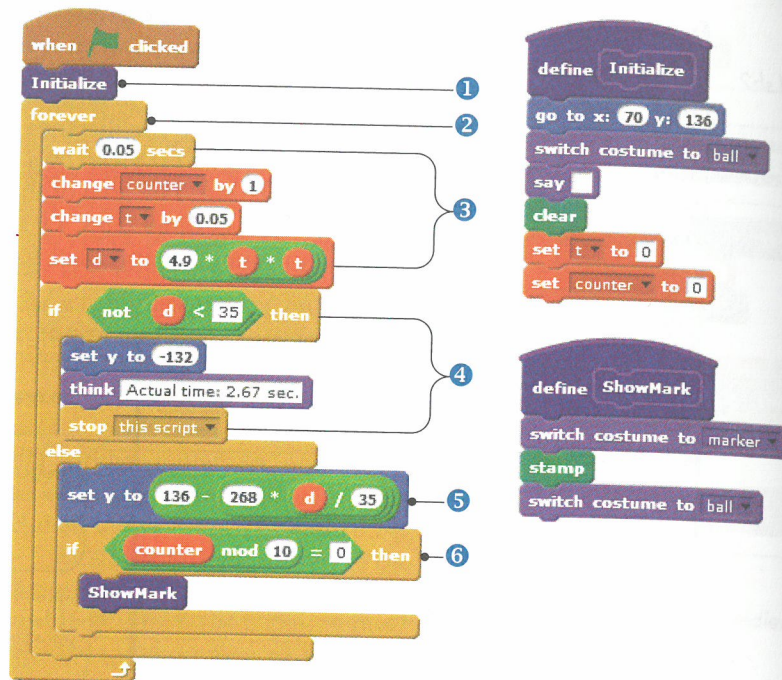 when clicked
Initialize
1
forever
2
wait 0.05 secs
change counter by 1
3
change t by 0.05
set d to 4.9 * t * t
if not d < 35 then
set y to -132
4
think Actual time: 2.67 sec.
stop this script
else
set y to 136 - 268 * d / 35
5
if counter mod 10 = 0 then
6
ShowMark
define Initialize
go to x: 70 y: 136
switch costume to ball
say
clear
set t to 0
set counter to 0
define ShowMark
switch costume to marker
stamp
switch costume to ball